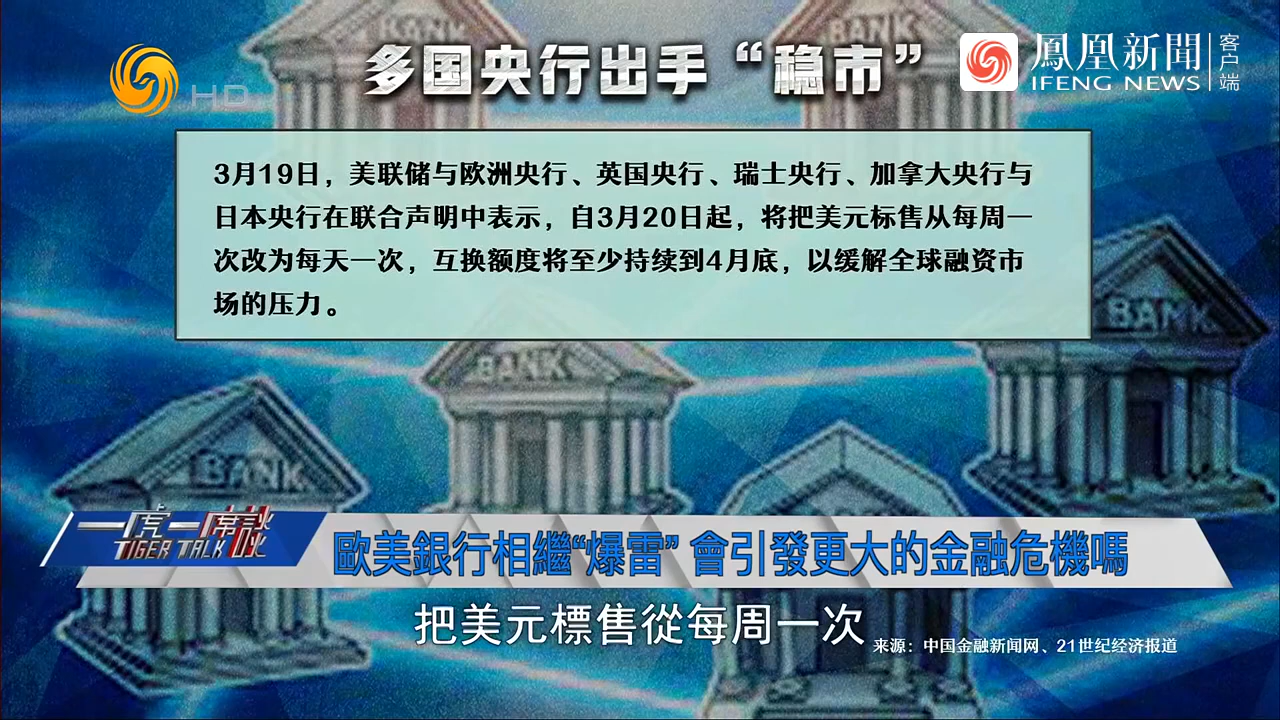 BANK
BANK
多国央行出手“稳市”
HD
鳳凰新聞
客户端
IFENG NEWS
3月19日，美联储与欧洲央行、英国央行、瑞士央行、加拿大央行与
日本央行在联合声明中表示，自3月20日起，将把美元标售从每周一
次改为每天一次，互换额度将至少持续到4月底，以缓解全球融资市
场的压力。
BANK
BANK
BANK
一虎一席談
TIGER TALK
歐美銀行相繼“爆雷” 會引發更大的金融危機嗎
把美元標售從每周一次
来源：中国金融新闻网、21世纪经济报道